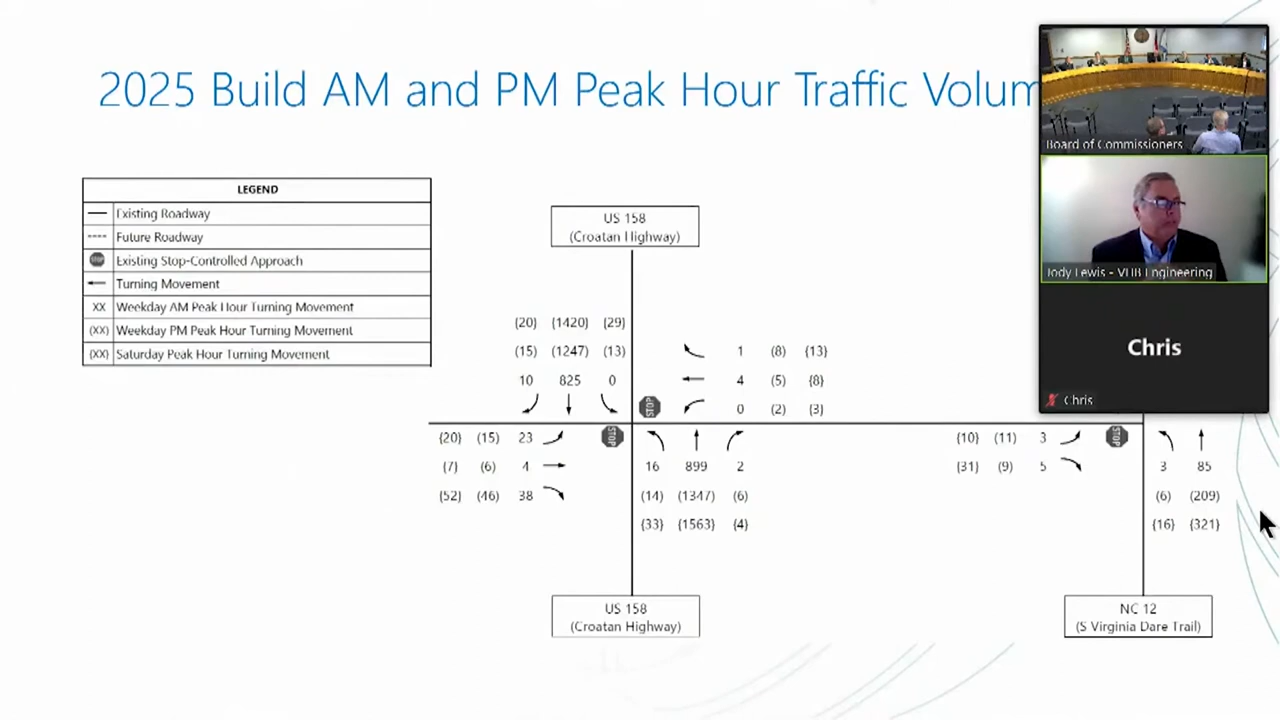 2025 Build AM and PM Peak Hour Traffic Volum
Board of Commissioners
Jody Lewis - VHB Engineering
Chris
Chris
LEGEND
Existing Roadway
Future Roadway
STOP Existing Stop-Controlled Approach
Turning Movement
XX Weekday AM Peak Hour Turning Movement
(XX) Weekday PM Peak Hour Turning Movement
{XX} Saturday Peak Hour Turning Movement
US 158
(Croatan Highway)
{20} {1420} {29}
(15) (1247) (13)
10 825 0
1 (8) {13}
4 (5) {8}
0 (2) {3}
STOP
STOP
{20} (15) 23
{7} (6) 4
{52} (46) 38
16 899 2
(14) (1347) (6)
{33} {1563} {4}
{10} (11) 3
{31} (9) 5
STOP
3 85
(6) (209)
{16} {321}
US 158
(Croatan Highway)
NC 12
(S Virginia Dare Trail)